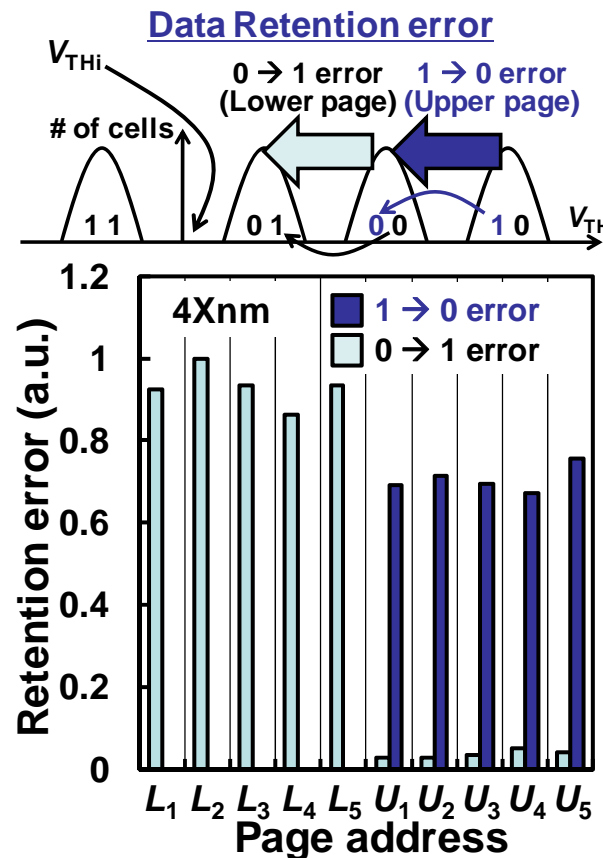 Data Retention error
V_THi
0 → 1 error
(Lower page)
1 → 0 error
(Upper page)
# of cells
1 1
0 1
0 0
1 0
V_TH
4Xnm
1 → 0 error
0 → 1 error
Retention error (a.u.)
1.2
1
0.8
0.6
0.4
0.2
0
L₁ L₂ L₃ L₄ L₅ U₁ U₂ U₃ U₄ U₅
Page address